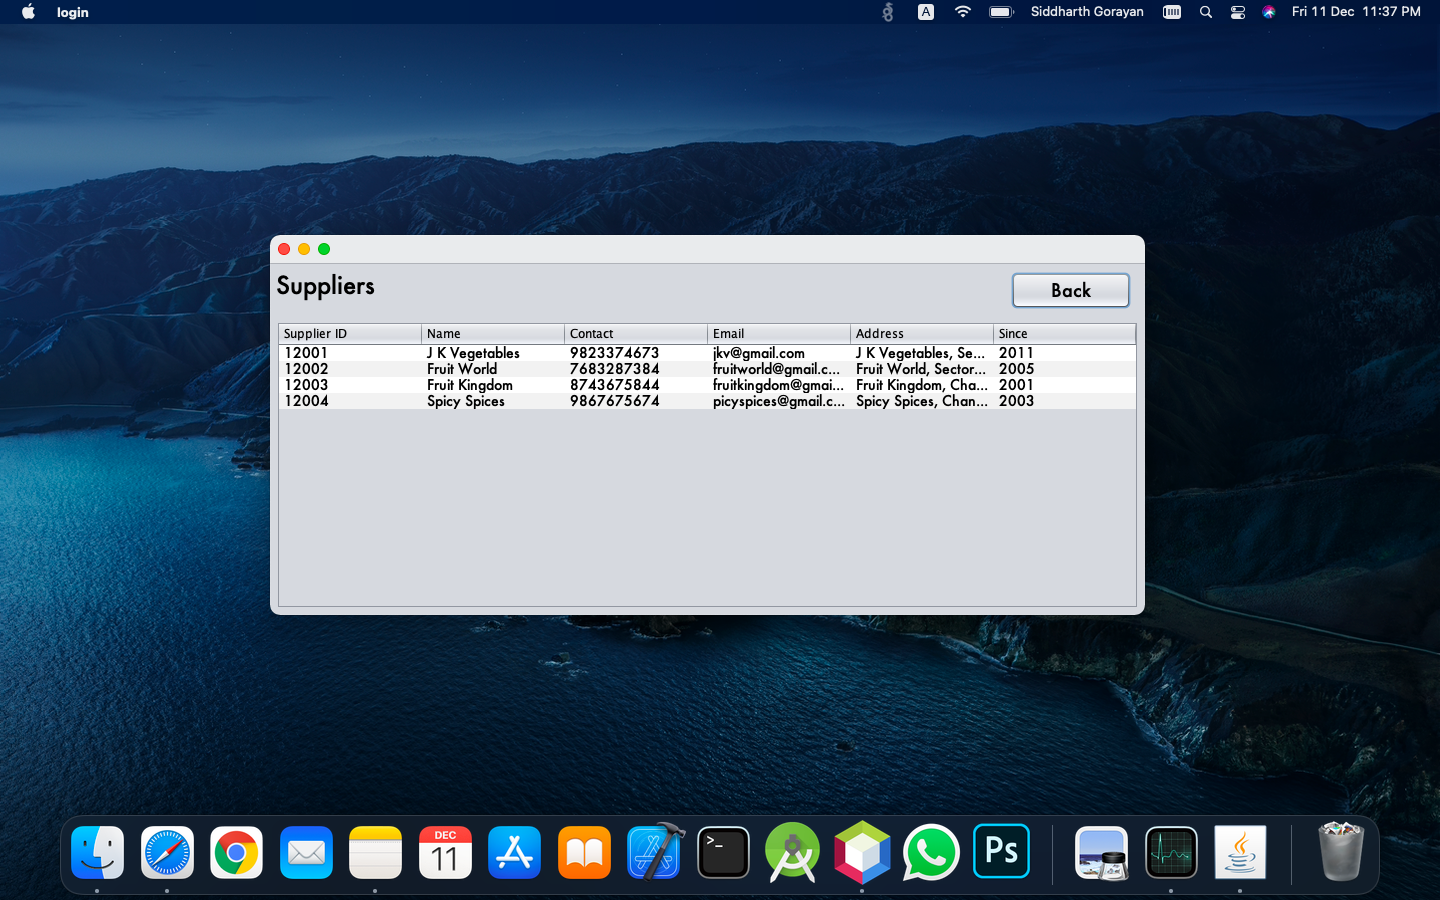 login A Siddharth Gorayan Fri 11 Dec 11:37 PM
Suppliers
Back
Supplier ID Name Contact Email Address Since
12001 J K Vegetables 9823374673 jkv@gmail.com J K Vegetables, Se... 2011
12002 Fruit World 7683287384 fruitworld@gmail.c... Fruit World, Sector... 2005
12003 Fruit Kingdom 8743675844 fruitkingdom@gmai... Fruit Kingdom, Cha... 2001
12004 Spicy Spices 9867675674 picyspices@gmail.c... Spicy Spices, Chan... 2003
DEC
11
>_
Ps